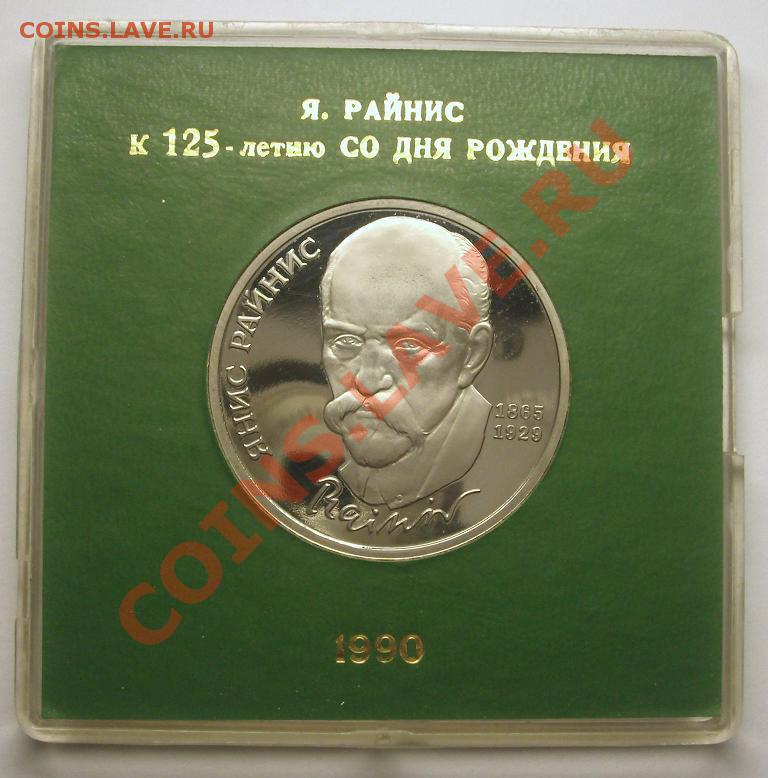 COINS.LAVE.RU
Я. РАЙНИС
К 125-летию СО ДНЯ РОЖДЕНИЯ
ЯНИС РАЙНИС
1865
1929
Rainis
1990
COINS.LAVE.RU